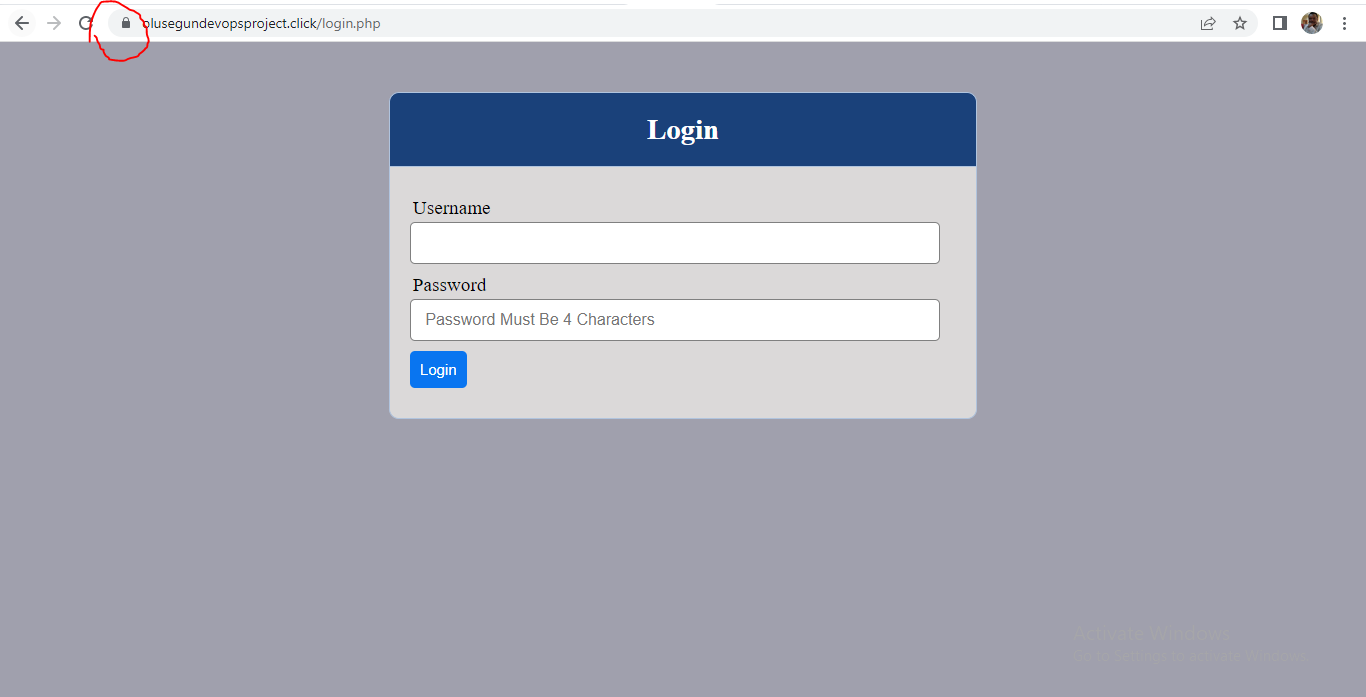 olusegundevopsproject.click/login.php
Login
Username
Password
Password Must Be 4 Characters
Login
Activate Windows
Go to Settings to activate Windows.